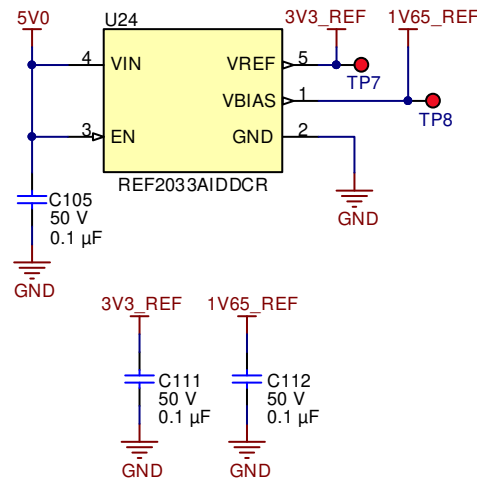 5V0
U24
3V3_REF
1V65_REF
4
VIN
VREF
5
TP7
VBIAS
1
TP8
3
EN
GND
2
REF2033AIDDCR
C105
50 V
0.1 µF
GND
GND
3V3_REF
1V65_REF
C111
50 V
0.1 µF
C112
50 V
0.1 µF
GND
GND